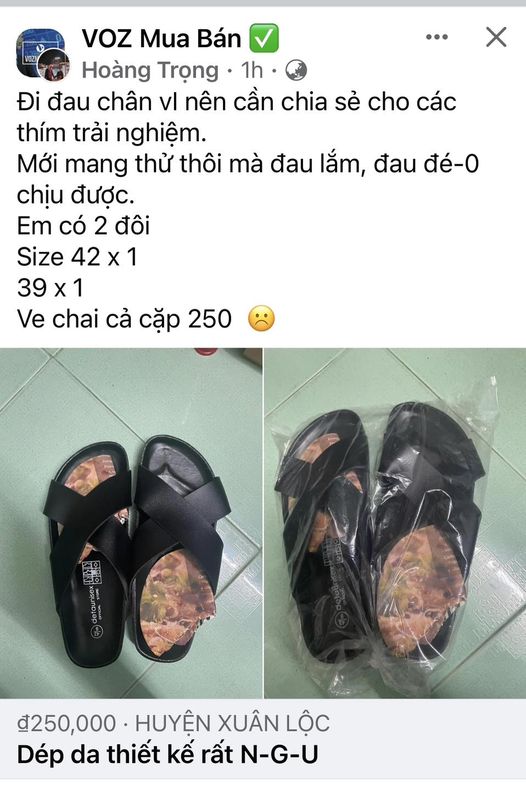 VOZ Mua Bán ✅
Hoàng Trọng · 1h ·
Đi đau chân vl nên cần chia sẻ cho các
thím trải nghiệm.
Mới mang thử thôi mà đau lắm, đau đé-0
chịu được.
Em có 2 đôi
Size 42 x 1
39 x 1
Ve chai cả cặp 250 ☹️
defaunisex
₫250,000 · HUYỆN XUÂN LỘC
Dép da thiết kế rất N-G-U